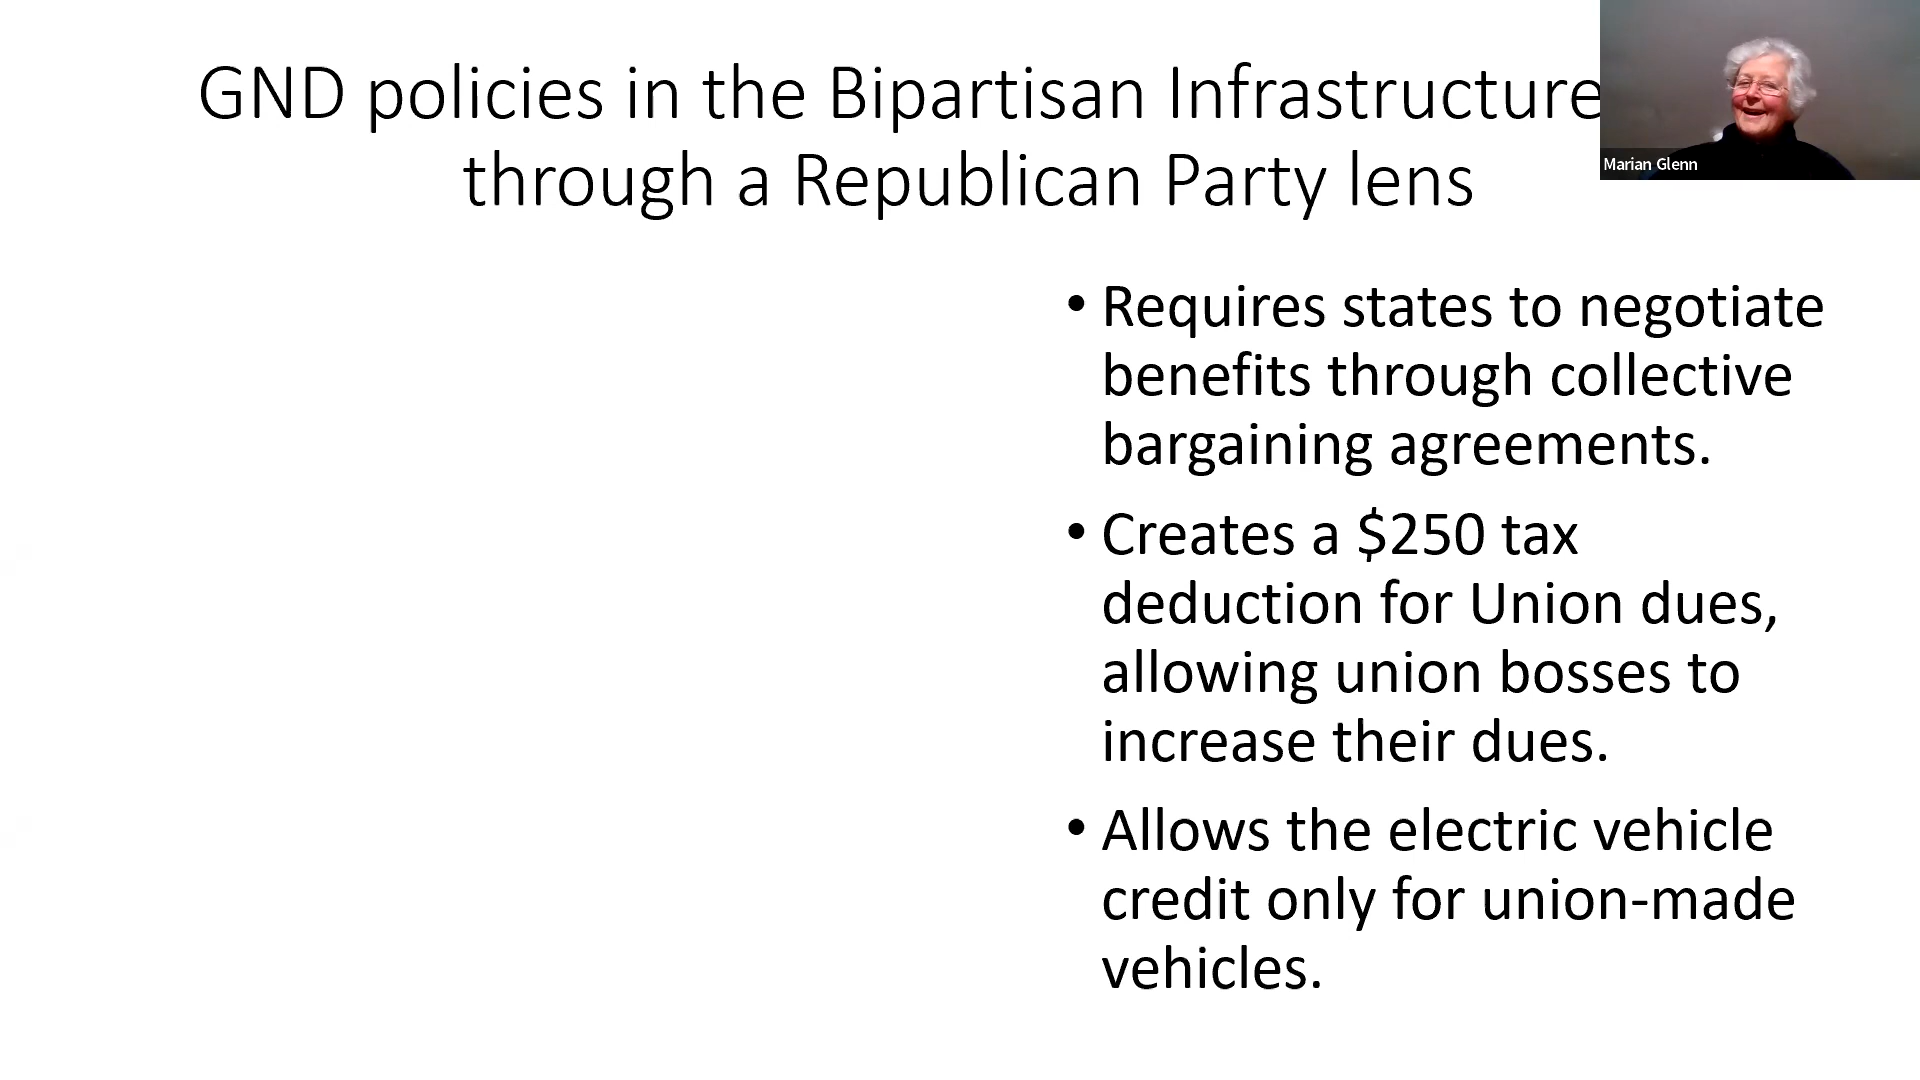 GND policies in the Bipartisan Infrastructure
through a Republican Party lens
Marian Glenn
• Requires states to negotiate
benefits through collective
bargaining agreements.
• Creates a $250 tax
deduction for Union dues,
allowing union bosses to
increase their dues.
• Allows the electric vehicle
credit only for union-made
vehicles.